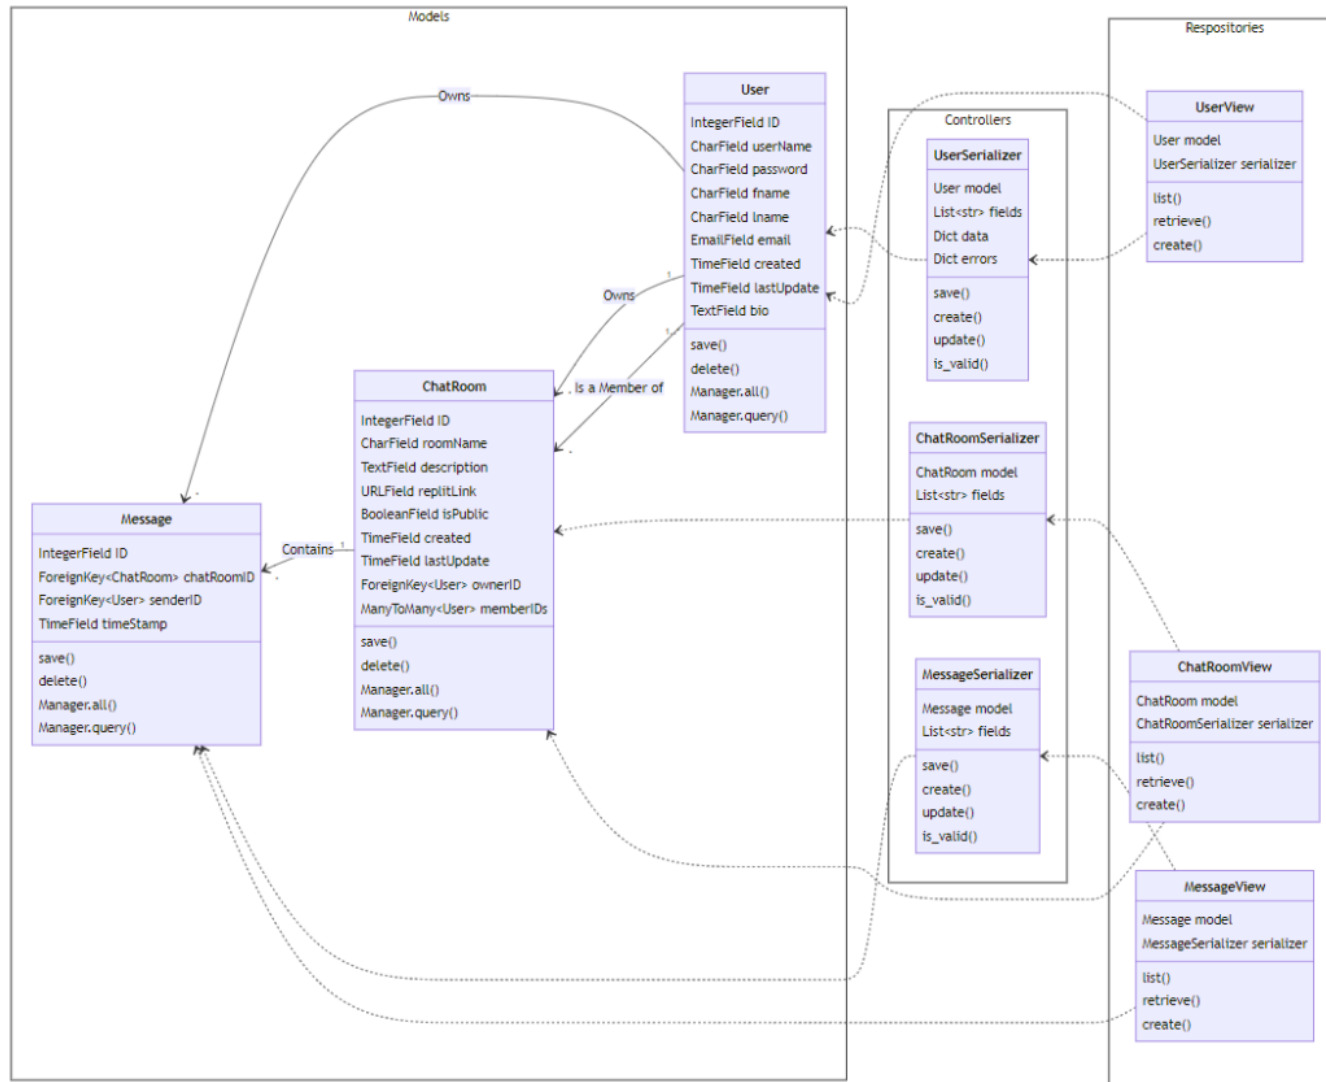 Models
Owns
User
IntegerField ID
CharField userName
CharField password
CharField fname
CharField lname
EmailField email
TimeField created
TimeField lastUpdate
TextField bio
save()
delete()
Manager.all()
Manager.query()
1
Owns
1..
Is a Member of
ChatRoom
IntegerField ID
CharField roomName
TextField description
URLField replitLink
BooleanField isPublic
TimeField created
TimeField lastUpdate
ForeignKey<User> ownerID
ManyToMany<User> memberIDs
save()
delete()
Manager.all()
Manager.query()
Contains
1
Message
IntegerField ID
ForeignKey<ChatRoom> chatRoomID
ForeignKey<User> senderID
TimeField timeStamp
save()
delete()
Manager.all()
Manager.query()
Controllers
UserSerializer
User model
List<str> fields
Dict data
Dict errors
save()
create()
update()
is_valid()
ChatRoomSerializer
ChatRoom model
List<str> fields
save()
create()
update()
is_valid()
MessageSerializer
Message model
List<str> fields
save()
create()
update()
is_valid()
Respositories
UserView
User model
UserSerializer serializer
list()
retrieve()
create()
ChatRoomView
ChatRoom model
ChatRoomSerializer serializer
list()
retrieve()
create()
MessageView
Message model
MessageSerializer serializer
list()
retrieve()
create()